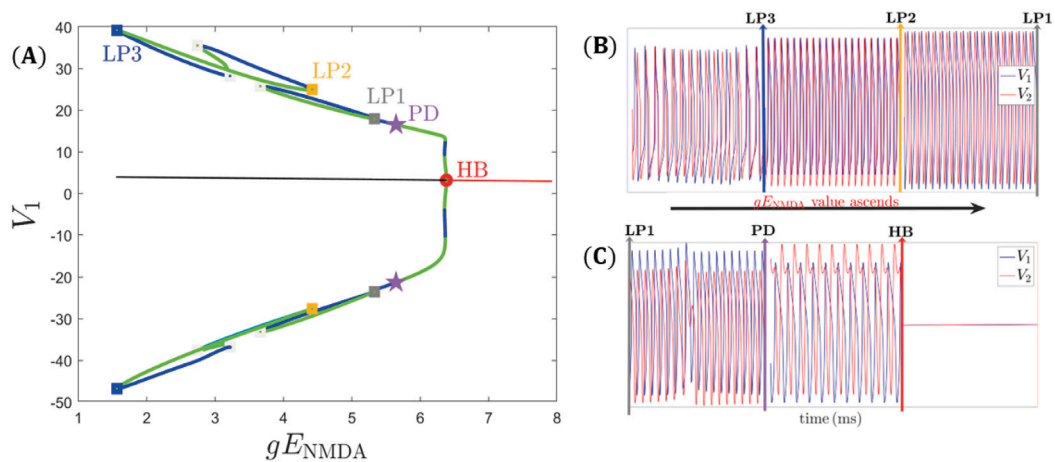 (A)
40
30
20
10
0
-10
-20
-30
-40
-50
V1
1
2
3
4
5
6
7
8
gENMDA
LP3
LP2
LP1
PD
HB
(B)
LP3
LP2
LP1
V1
V2
gENMDA value ascends
(C)
LP1
PD
HB
V1
V2
time (ms)